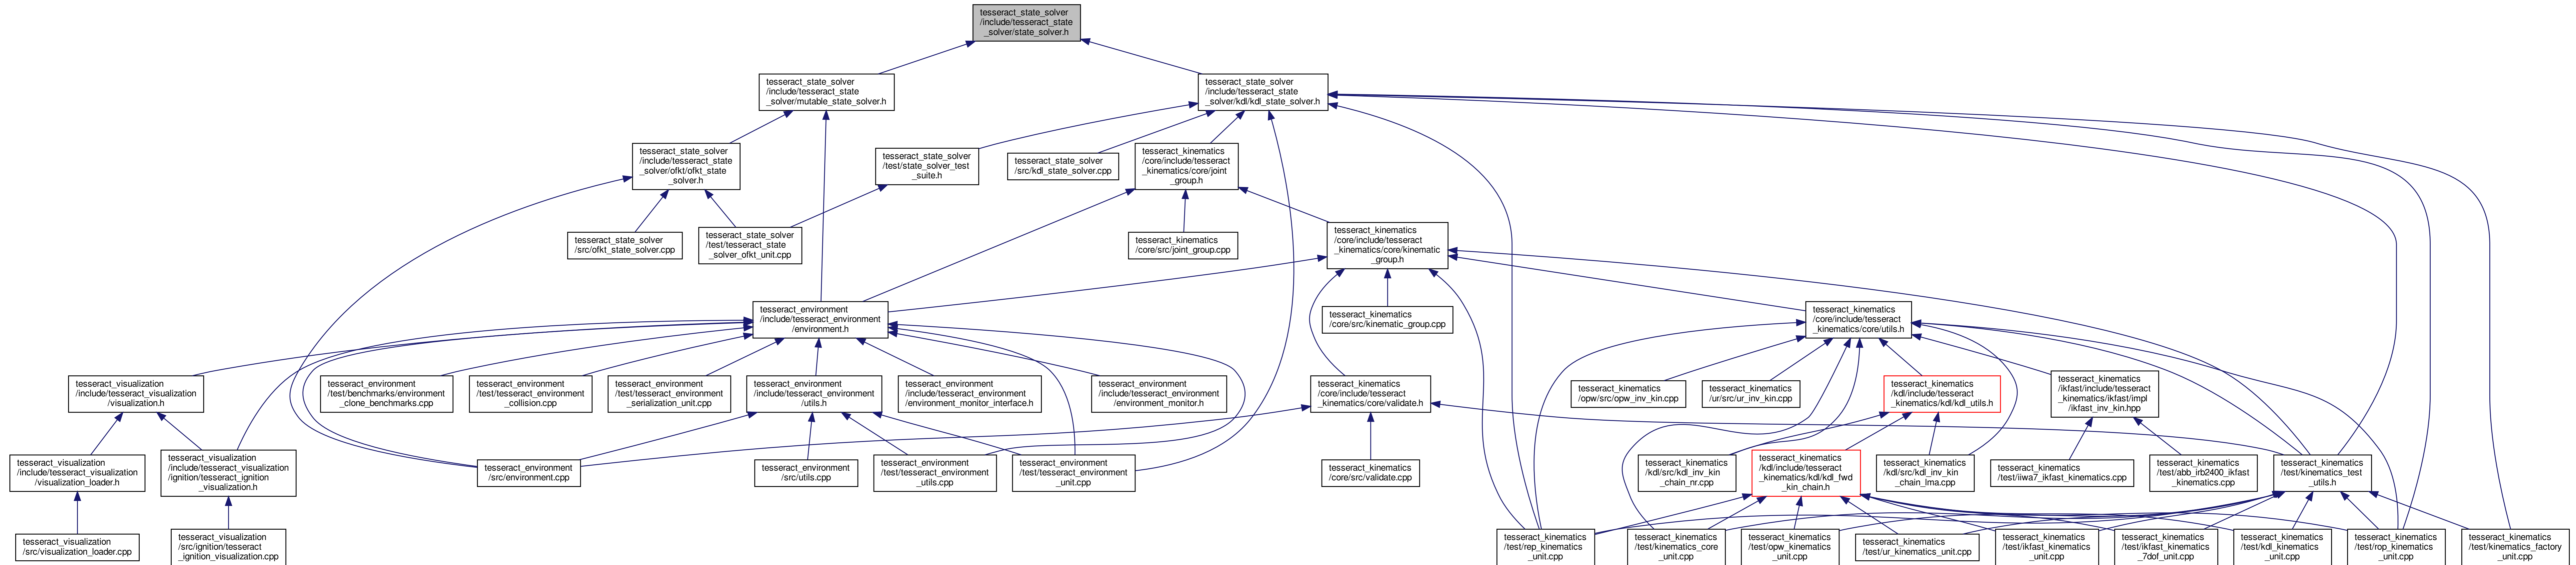 tesseract_state_solver
/include/tesseract_state
_solver/state_solver.h
tesseract_state_solver
/include/tesseract_state
_solver/mutable_state_solver.h
tesseract_state_solver
/include/tesseract_state
_solver/kdl/kdl_state_solver.h
tesseract_state_solver
/include/tesseract_state
_solver/ofkt/ofkt_state
_solver.h
tesseract_state_solver
/test/state_solver_test
_suite.h
tesseract_state_solver
/src/kdl_state_solver.cpp
tesseract_kinematics
/core/include/tesseract
_kinematics/core/joint
_group.h
tesseract_state_solver
/src/ofkt_state_solver.cpp
tesseract_state_solver
/test/tesseract_state
_solver_ofkt_unit.cpp
tesseract_kinematics
/core/src/joint_group.cpp
tesseract_kinematics
/core/include/tesseract
_kinematics/core/kinematic
_group.h
tesseract_environment
/include/tesseract_environment
/environment.h
tesseract_kinematics
/core/src/kinematic_group.cpp
tesseract_kinematics
/core/include/tesseract
_kinematics/core/utils.h
tesseract_visualization
/include/tesseract_visualization
/visualization.h
tesseract_environment
/test/benchmarks/environment
_clone_benchmarks.cpp
tesseract_environment
/test/tesseract_environment
_collision.cpp
tesseract_environment
/test/tesseract_environment
_serialization_unit.cpp
tesseract_environment
/include/tesseract_environment
/utils.h
tesseract_environment
/include/tesseract_environment
/environment_monitor_interface.h
tesseract_environment
/include/tesseract_environment
/environment_monitor.h
tesseract_kinematics
/core/include/tesseract
_kinematics/core/validate.h
tesseract_kinematics
/opw/src/opw_inv_kin.cpp
tesseract_kinematics
/ur/src/ur_inv_kin.cpp
tesseract_kinematics
/kdl/include/tesseract
_kinematics/kdl/kdl_utils.h
tesseract_kinematics
/ikfast/include/tesseract
_kinematics/ikfast/impl
/ikfast_inv_kin.hpp
tesseract_visualization
/include/tesseract_visualization
/visualization_loader.h
tesseract_visualization
/include/tesseract_visualization
/ignition/tesseract_ignition
_visualization.h
tesseract_environment
/src/environment.cpp
tesseract_environment
/src/utils.cpp
tesseract_environment
/test/tesseract_environment
_utils.cpp
tesseract_environment
/test/tesseract_environment
_unit.cpp
tesseract_kinematics
/core/src/validate.cpp
tesseract_kinematics
/kdl/src/kdl_inv_kin
_chain_nr.cpp
tesseract_kinematics
/kdl/include/tesseract
_kinematics/kdl/kdl_fwd
_kin_chain.h
tesseract_kinematics
/kdl/src/kdl_inv_kin
_chain_lma.cpp
tesseract_kinematics
/test/iiwa7_ikfast_kinematics.cpp
tesseract_kinematics
/test/abb_irb2400_ikfast
_kinematics.cpp
tesseract_kinematics
/test/kinematics_test
_utils.h
tesseract_visualization
/src/visualization_loader.cpp
tesseract_visualization
/src/ignition/tesseract
_ignition_visualization.cpp
tesseract_kinematics
/test/rep_kinematics
_unit.cpp
tesseract_kinematics
/test/kinematics_core
_unit.cpp
tesseract_kinematics
/test/opw_kinematics
_unit.cpp
tesseract_kinematics
/test/ur_kinematics_unit.cpp
tesseract_kinematics
/test/ikfast_kinematics
_unit.cpp
tesseract_kinematics
/test/ikfast_kinematics
_7dof_unit.cpp
tesseract_kinematics
/test/kdl_kinematics
_unit.cpp
tesseract_kinematics
/test/rop_kinematics
_unit.cpp
tesseract_kinematics
/test/kinematics_factory
_unit.cpp